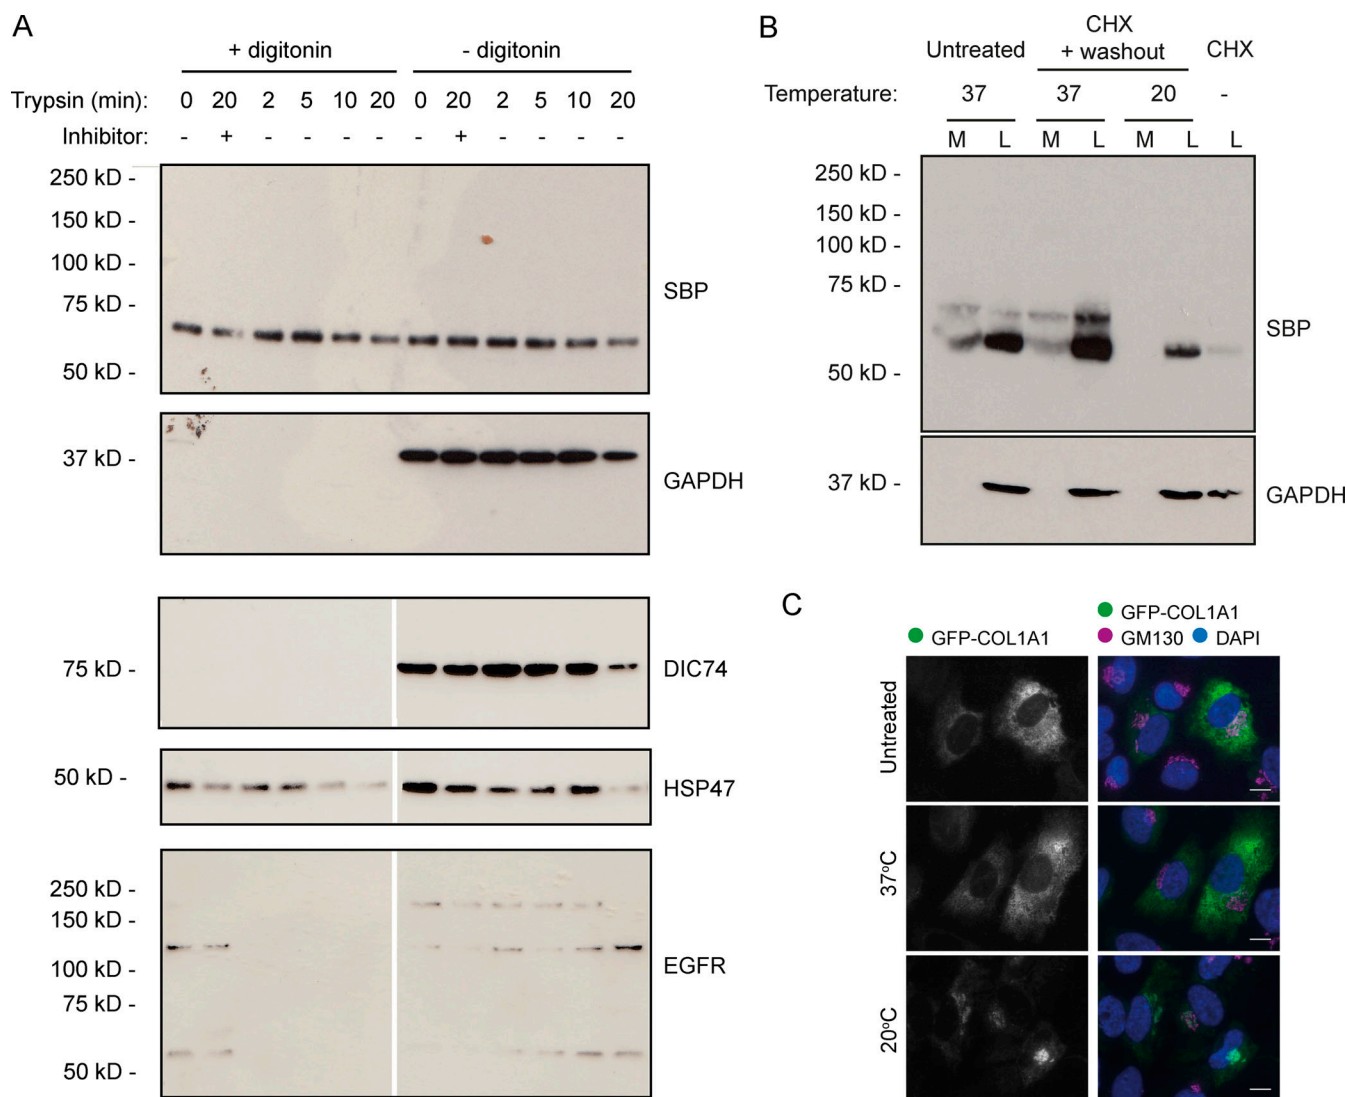 A
+ digitonin - digitonin
Trypsin (min): 0 20 2 5 10 20 0 20 2 5 10 20
Inhibitor: - + - - - - - + - - - -
250 kD -
150 kD -
100 kD -
75 kD -
50 kD -
SBP
37 kD -
GAPDH
75 kD -
DIC74
50 kD -
HSP47
250 kD -
150 kD -
100 kD -
75 kD -
50 kD -
EGFR
B
CHX
Untreated + washout CHX
Temperature: 37 37 20 -
M L M L M L L
250 kD -
150 kD -
100 kD -
75 kD -
50 kD -
SBP
37 kD -
GAPDH
C
GFP-COL1A1
GFP-COL1A1
GM130 DAPI
Untreated
37°C
20°C